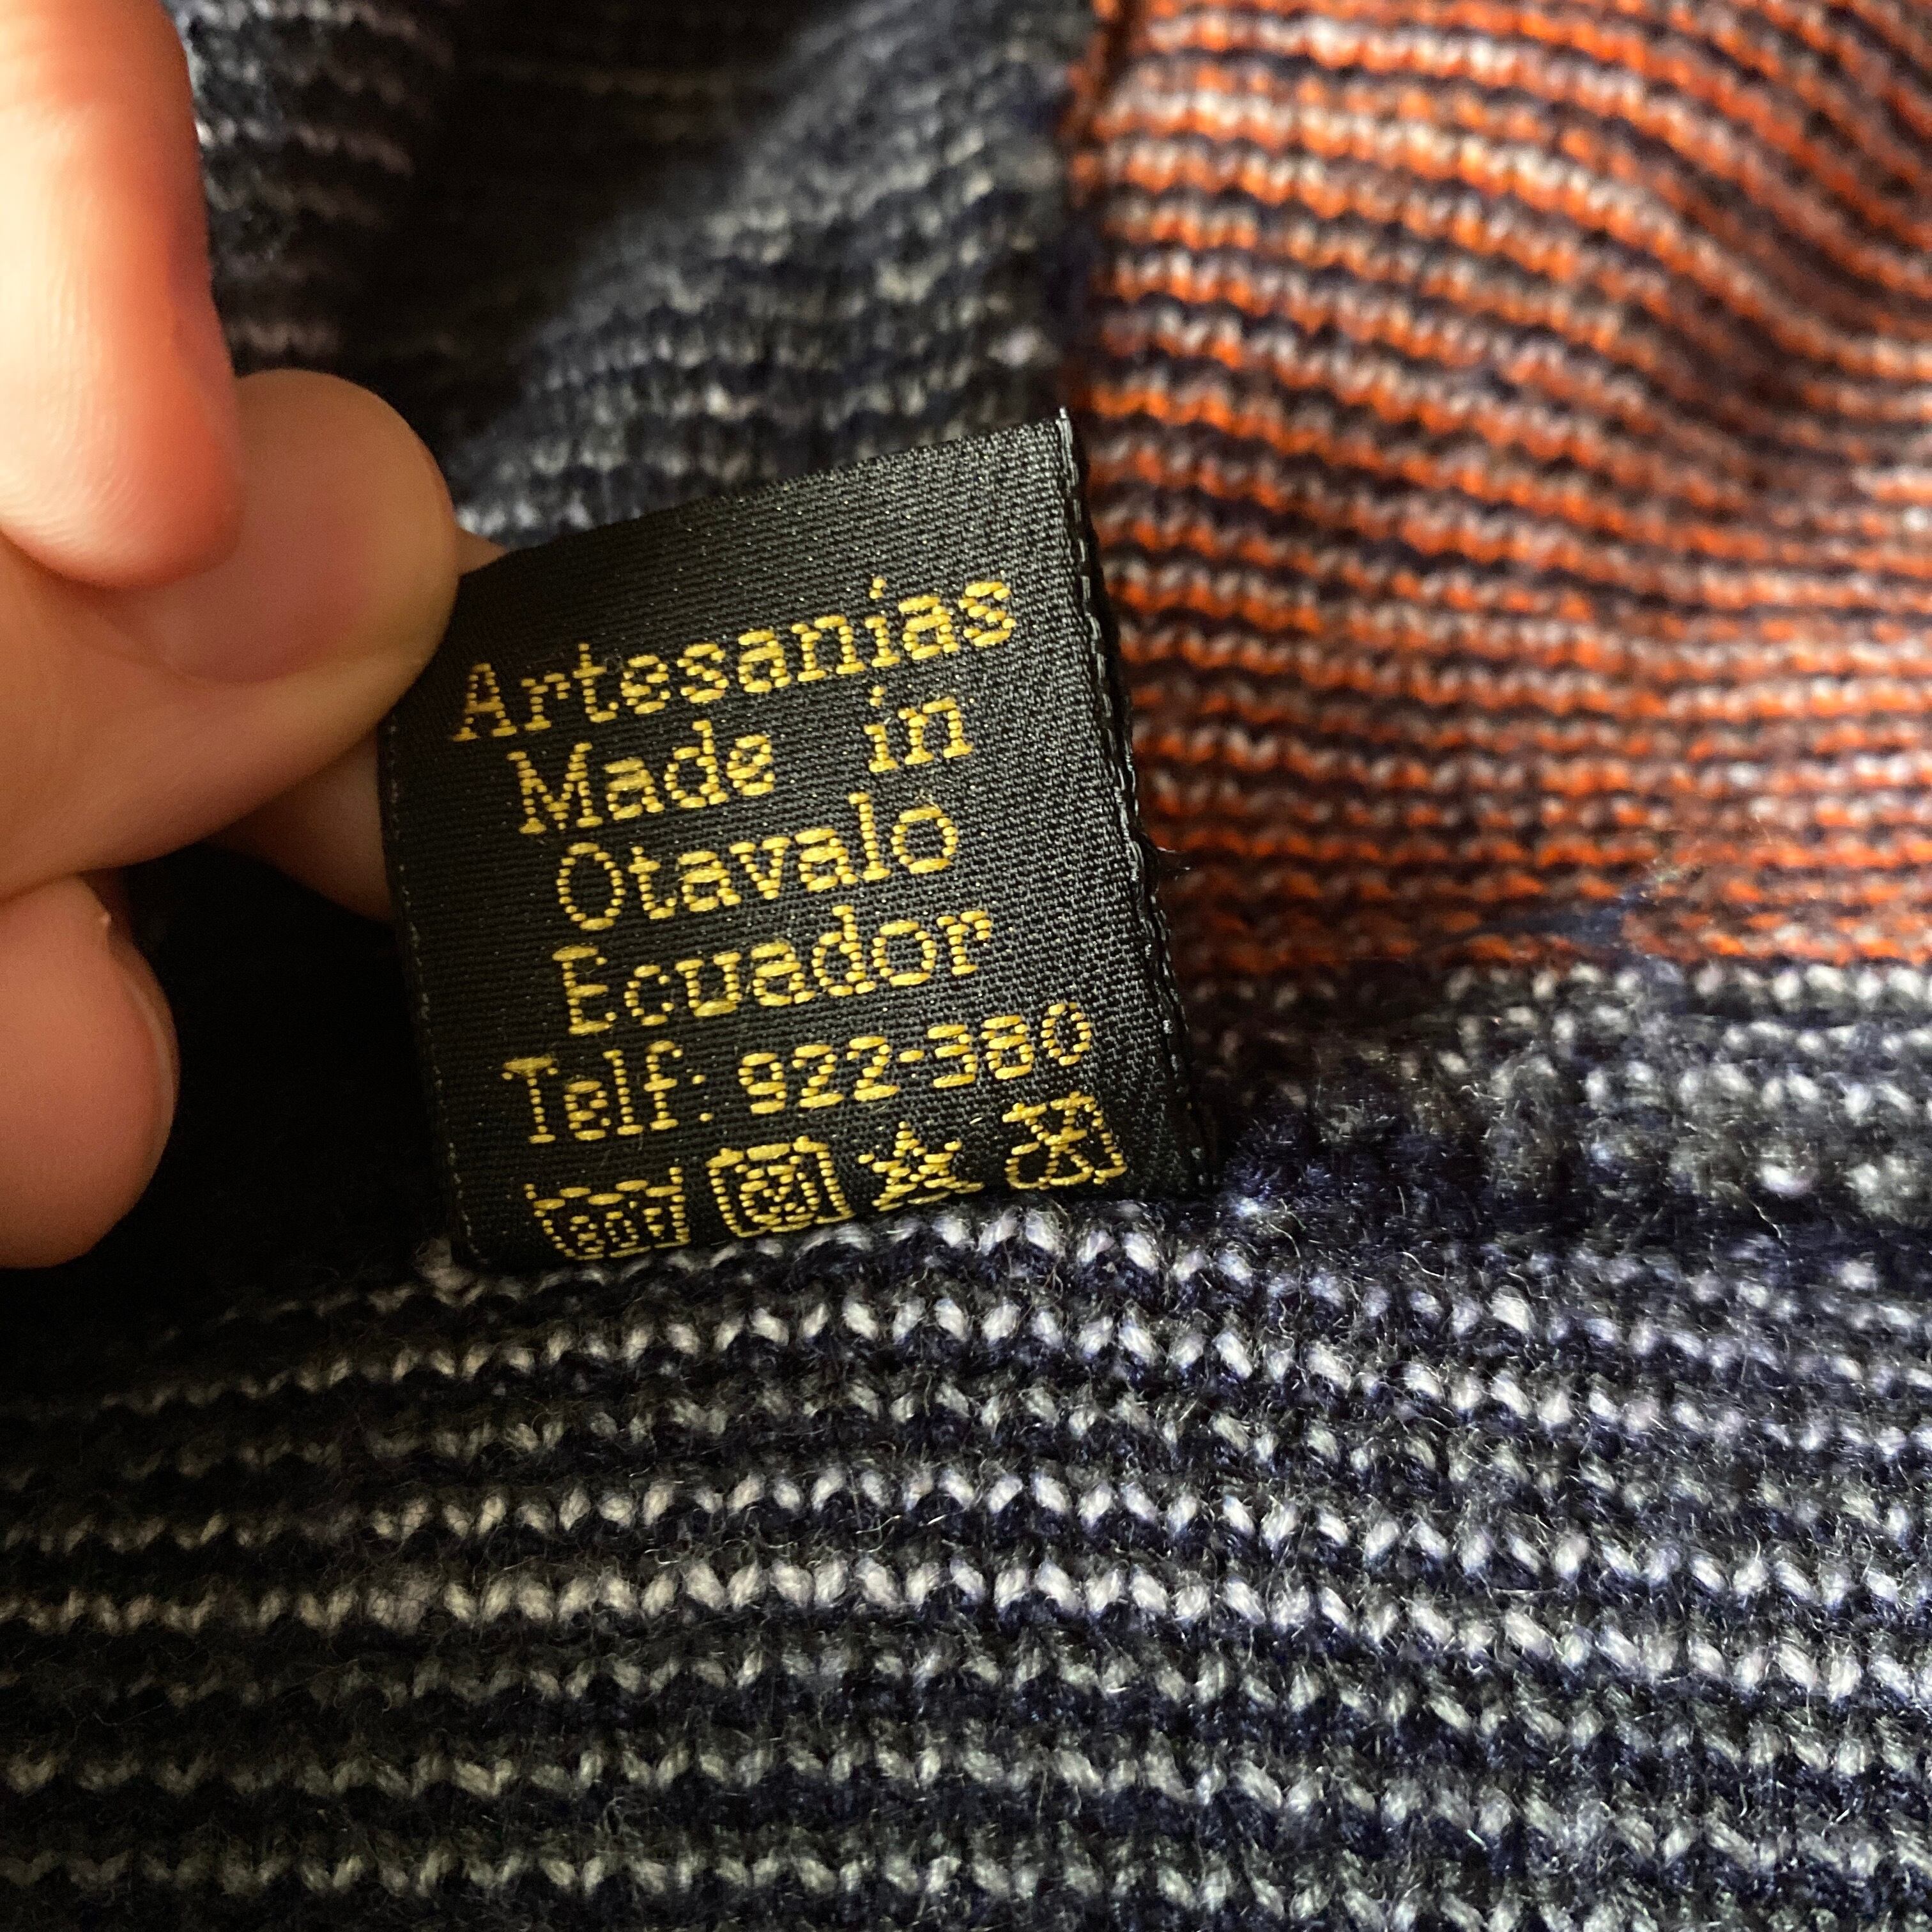 Artesanias
Made in
Otavalo
Ecuador
Telf: 922-380